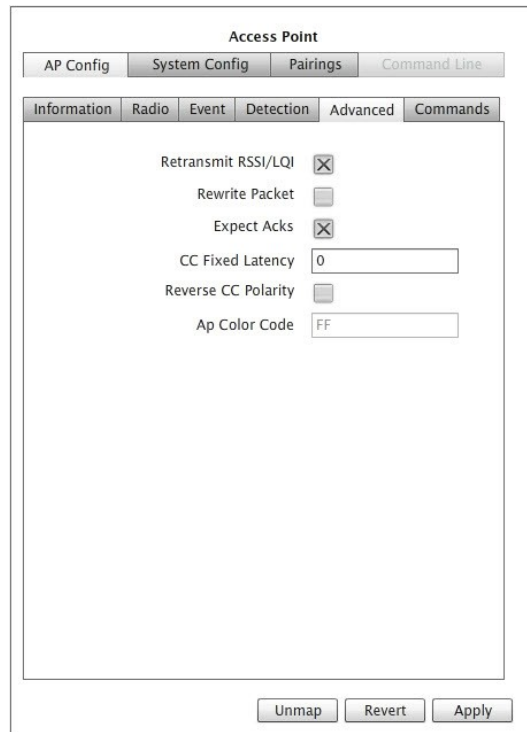 Access Point
AP Config System Config Pairings Command Line
Information Radio Event Detection Advanced Commands
Retransmit RSSI/LQI
Rewrite Packet
Expect Acks
CC Fixed Latency 0
Reverse CC Polarity
Ap Color Code FF
Unmap Revert Apply